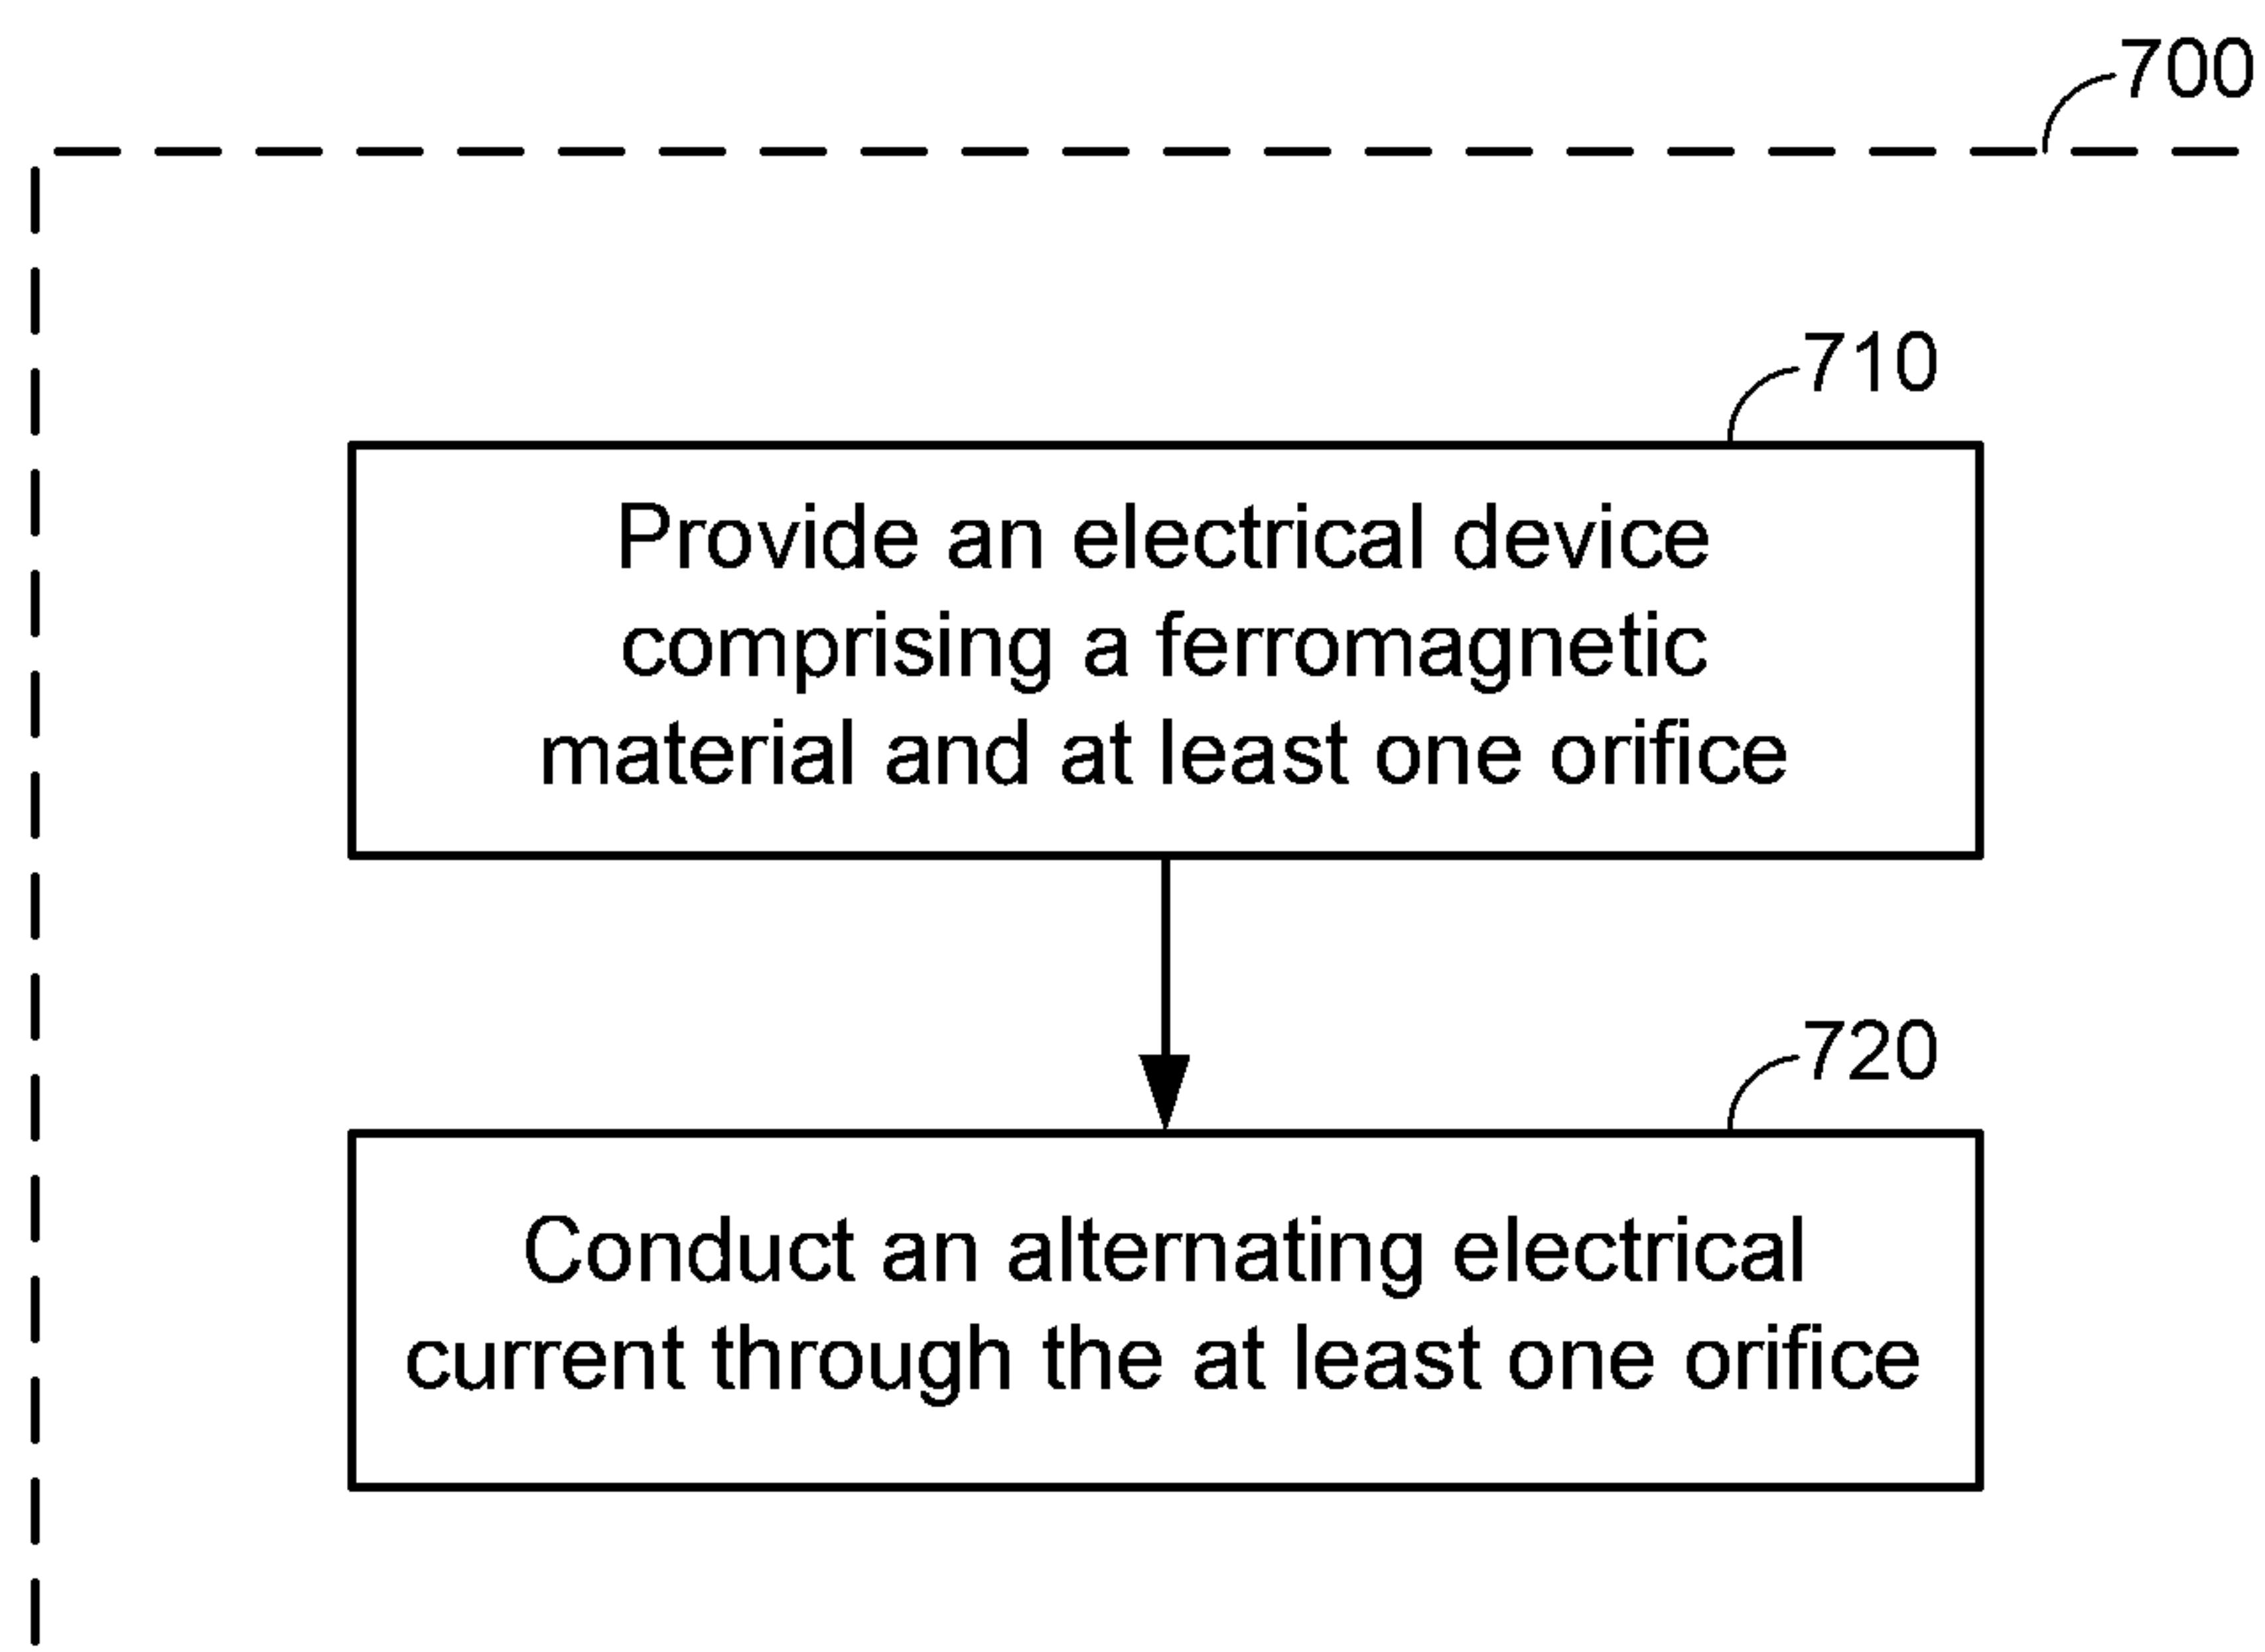 700
710
Provide an electrical device
comprising a ferromagnetic
material and at least one orifice
720
Conduct an alternating electrical
current through the at least one orifice